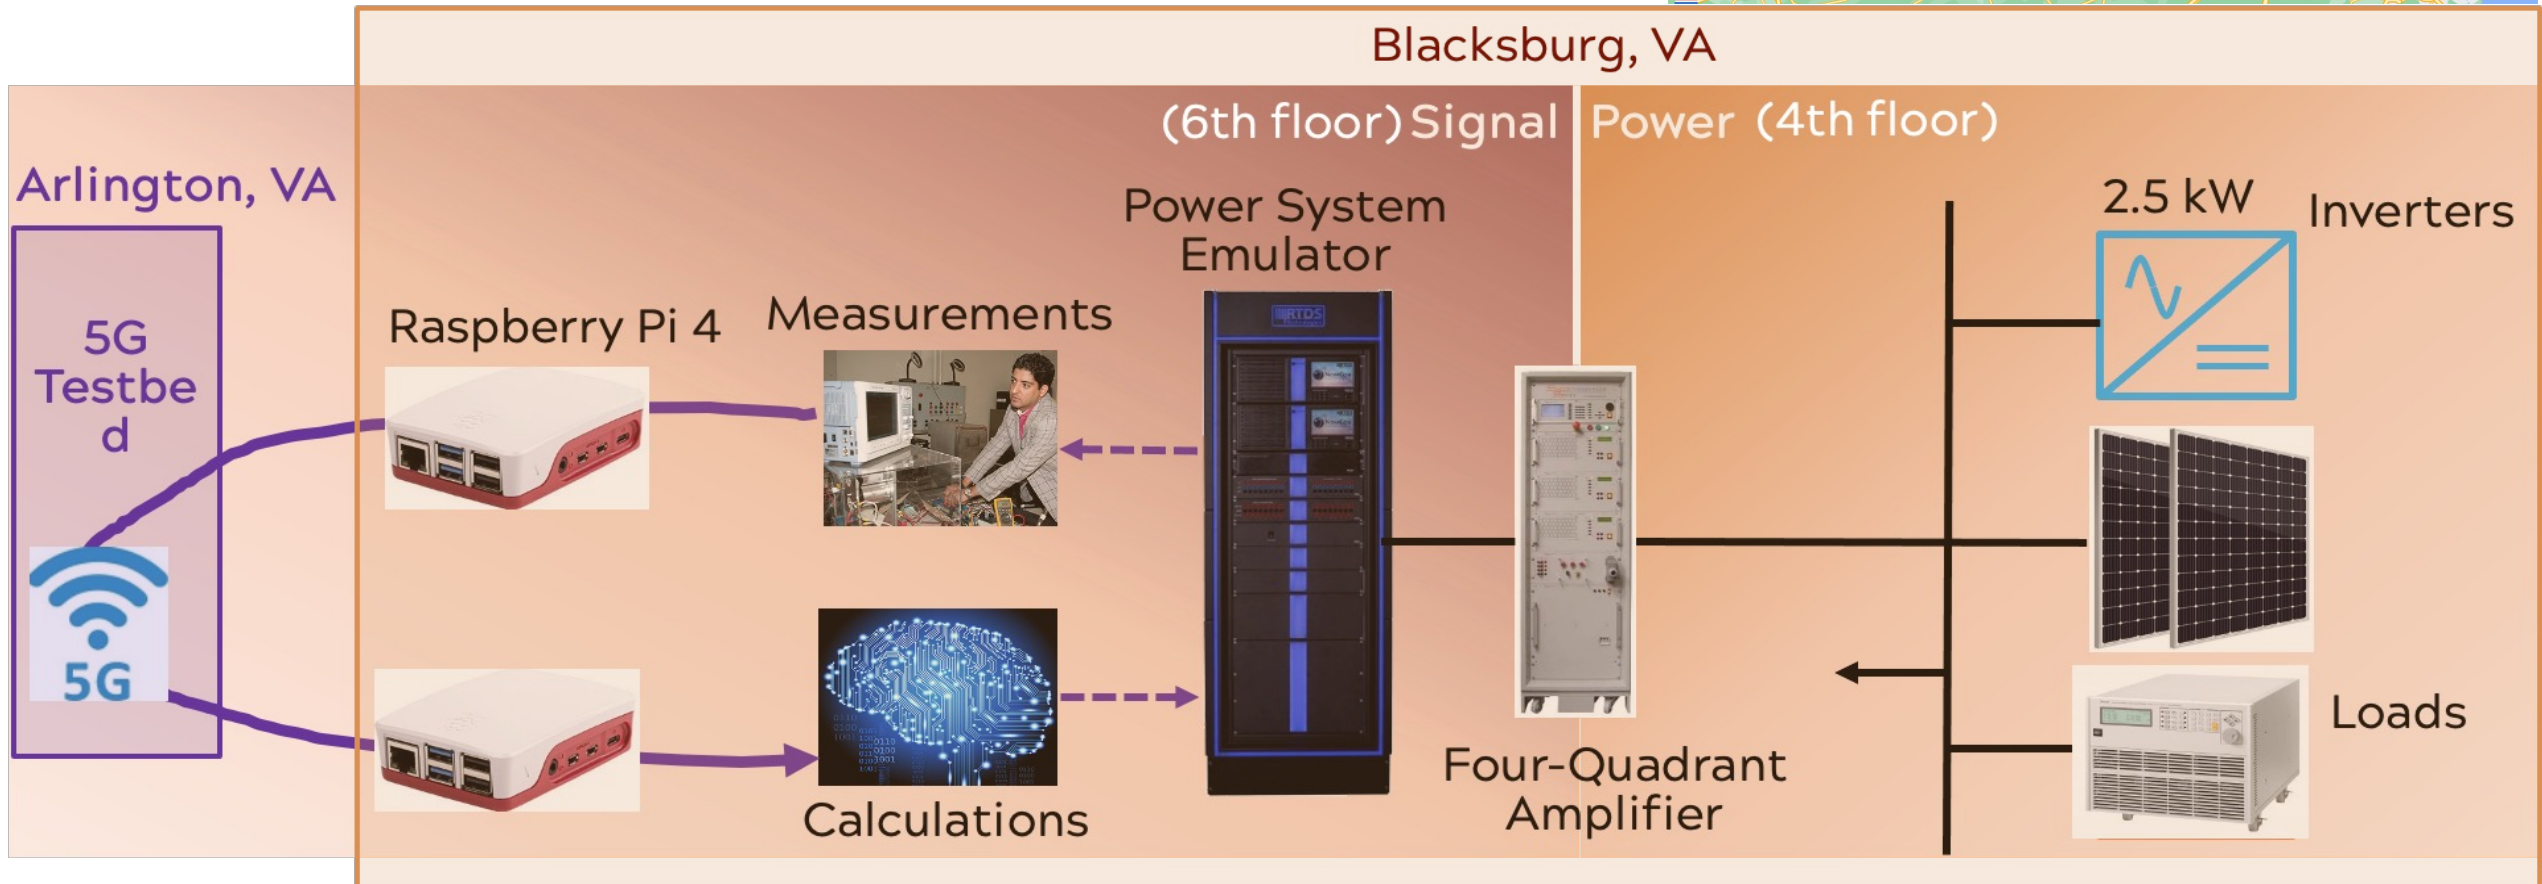 Blacksburg, VA
(6th floor) Signal
Power (4th floor)
Arlington, VA
5G
Testbe
d
5G
Raspberry Pi 4
Measurements
Calculations
Power System
Emulator
RTDS
Four-Quadrant
Amplifier
2.5 kW
Inverters
Loads